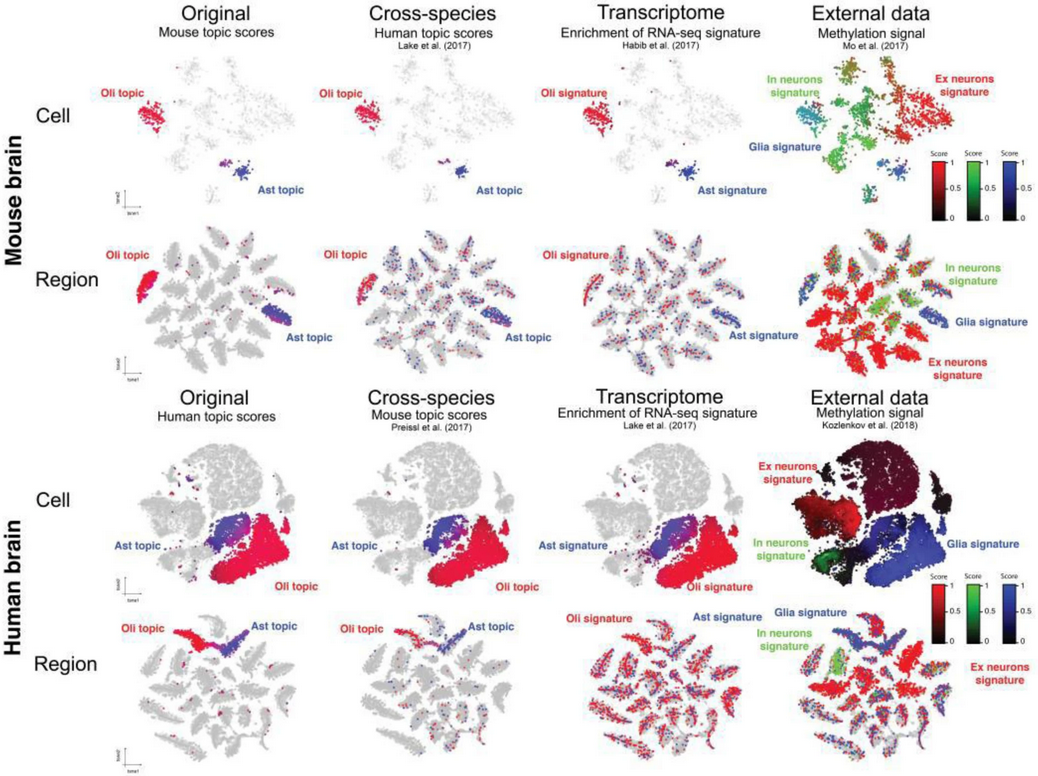 Original
Mouse topic scores
Cross-species
Human topic scores
Lake et al. (2017)
Transcriptome
Enrichment of RNA-seq signature
Habib et al. (2017)
External data
Methylation signal
Mo et al. (2017)
Mouse brain
Cell
Oli topic
Ast topic
Oli topic
Ast topic
Oli signature
Ast signature
In neurons
signature
Ex neurons
signature
Glia signature
Score
Score
Score
1
0.5
0
1
0.5
0
1
0.5
0
tsne2
tsne1
Region
Oli topic
Ast topic
Oli topic
Ast topic
Oli signature
Ast signature
In neurons
signature
Glia signature
Ex neurons
signature
tsne2
tsne1
Original
Human topic scores
Cross-species
Mouse topic scores
Preissl et al. (2017)
Transcriptome
Enrichment of RNA-seq signature
Lake et al. (2017)
External data
Methylation signal
Kozlenkov et al. (2018)
Human brain
Cell
Ast topic
Oli topic
Ast topic
Oli topic
Ast signature
Oli signature
Ex neurons
signature
In neurons
signature
Glia signature
Score
Score
Score
1
0.5
0
1
0.5
0
1
0.5
0
tsne2
tsne1
Region
Oli topic
Ast topic
Oli topic
Ast topic
Oli signature
Ast signature
Glia signature
In neurons
signature
Ex neurons
signature
tsne2
tsne1